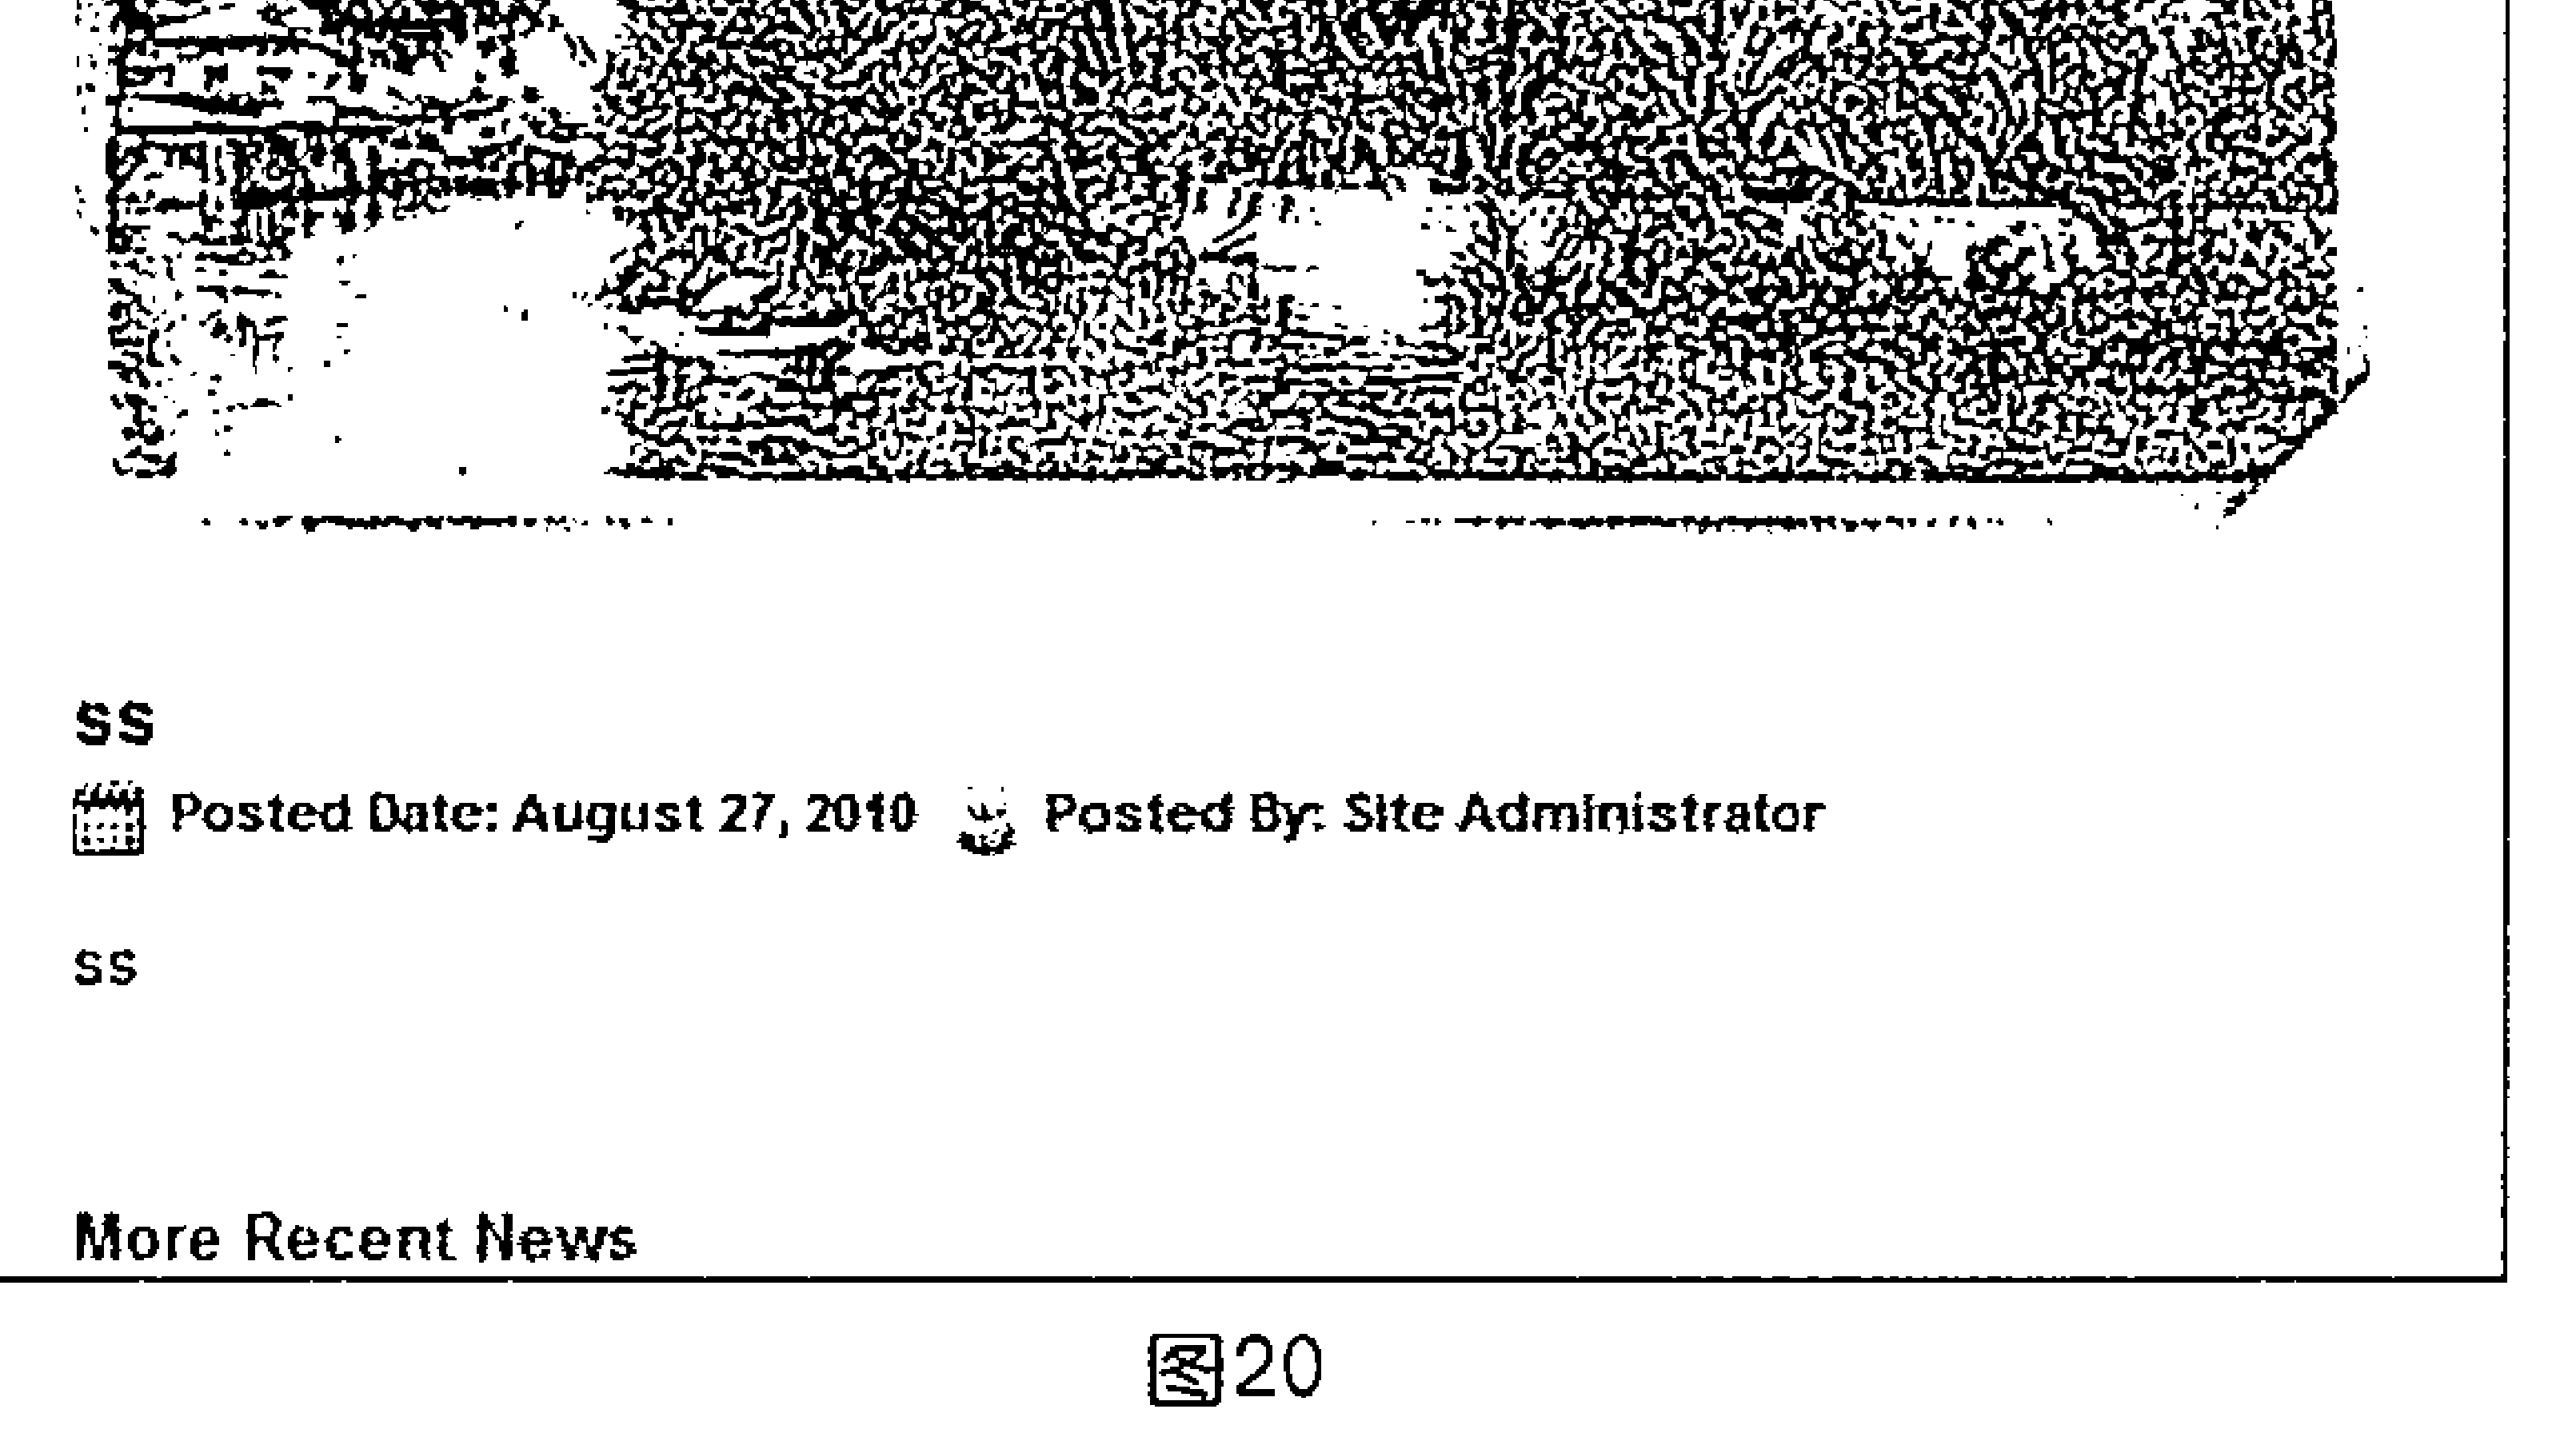 ss
Posted Date: August 27, 2010 Posted By: Site Administrator
ss
More Recent News
图20